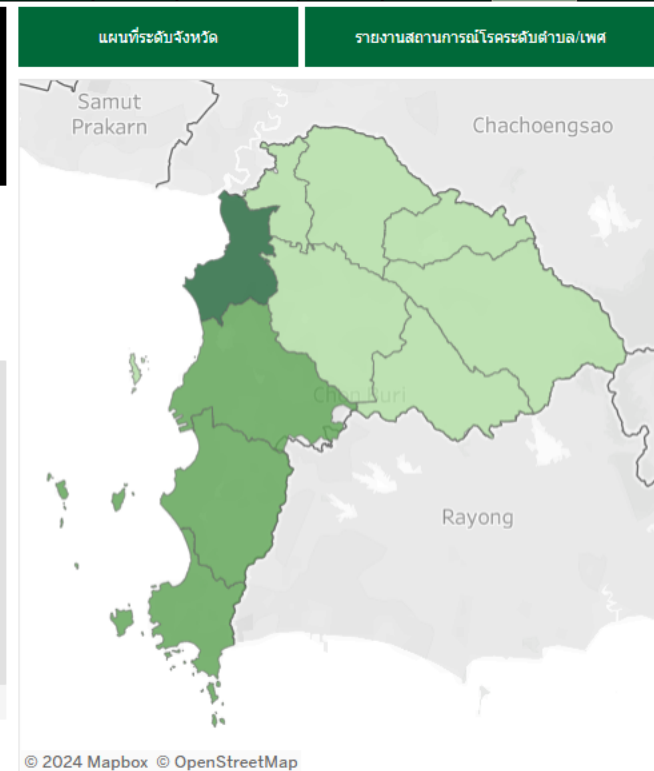 แผนที่ระดับจังหวัด
รายงานสถานการณ์โรคระดับตำบล/เพศ
Samut
Prakarn
Chachoengsao
Chon Buri
Rayong
© 2024 Mapbox © OpenStreetMap